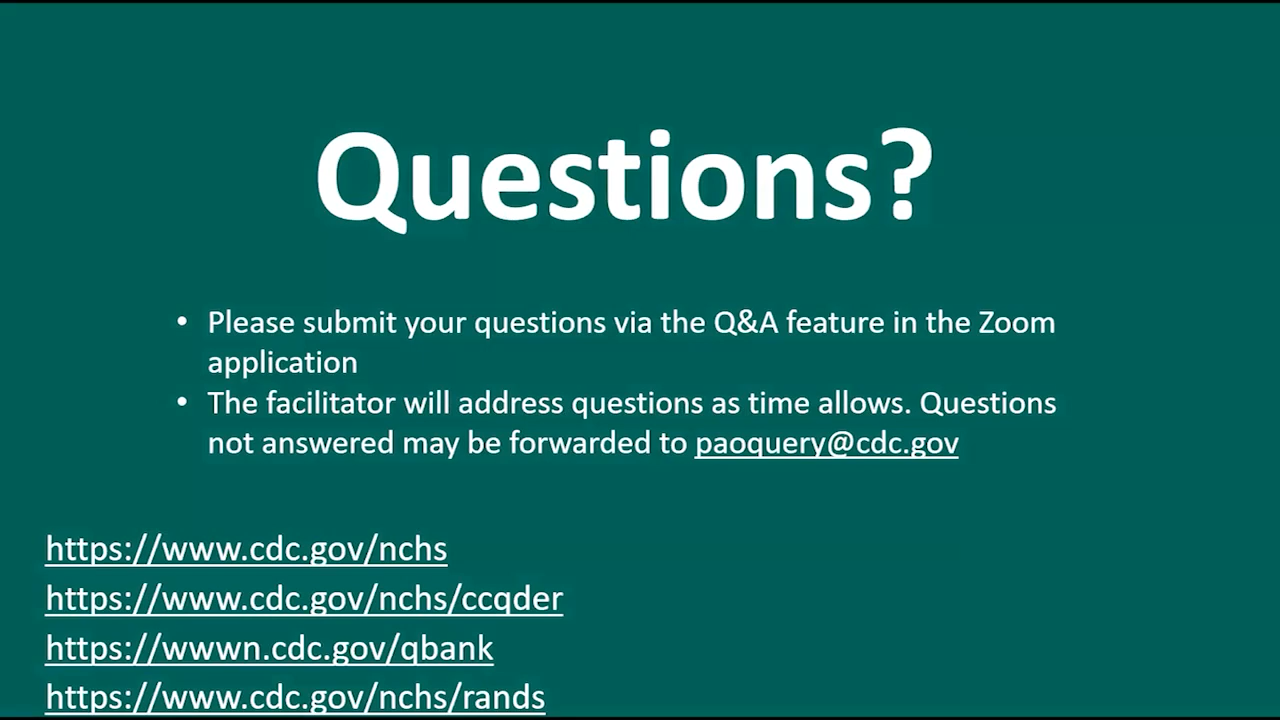 Questions?
• Please submit your questions via the Q&A feature in the Zoom
application
• The facilitator will address questions as time allows. Questions
not answered may be forwarded to paoquery@cdc.gov
https://www.cdc.gov/nchs
https://www.cdc.gov/nchs/ccqder
https://wwwn.cdc.gov/qbank
https://www.cdc.gov/nchs/rands